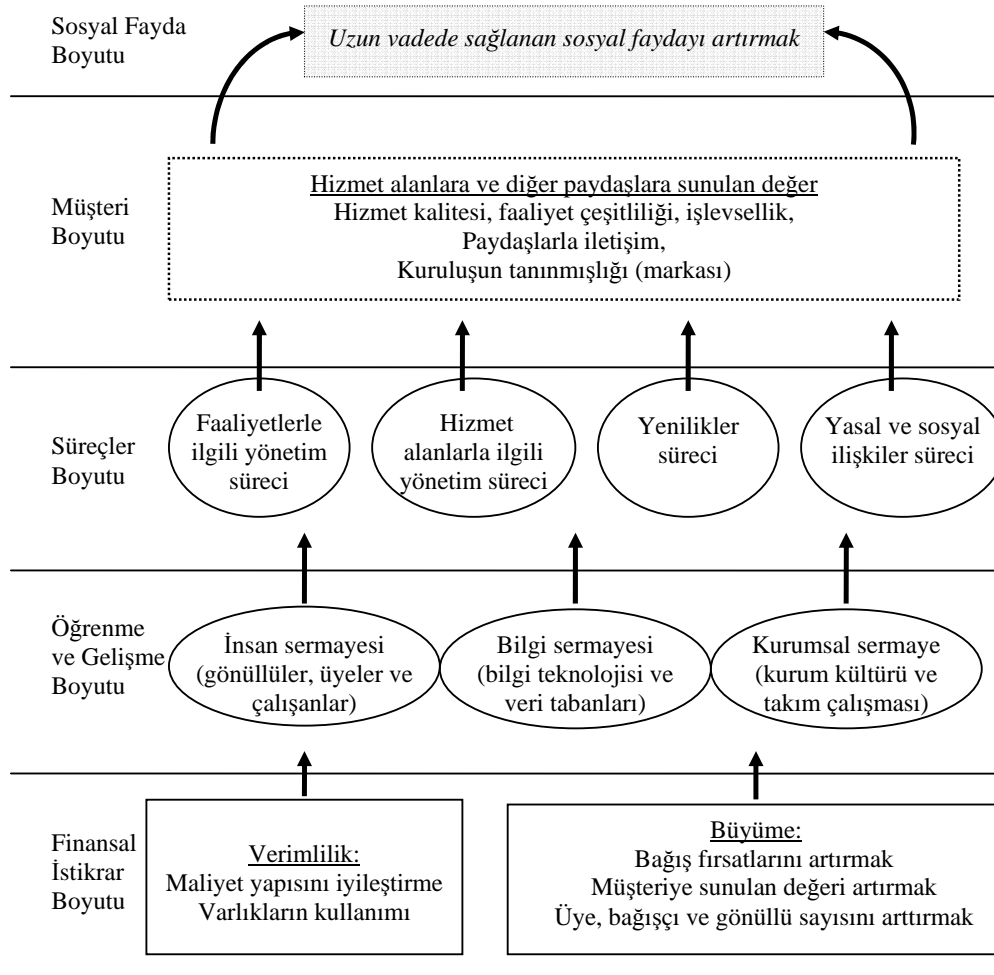 Sosyal Fayda
Boyutu
Uzun vadede sağlanan sosyal faydayı artırmak
Müşteri
Boyutu
Hizmet alanlara ve diğer paydaşlara sunulan değer
Hizmet kalitesi, faaliyet çeşitliliği, işlevsellik,
Paydaşlarla iletişim,
Kuruluşun tanınmışlığı (markası)
Süreçler
Boyutu
Faaliyetlerle
ilgili yönetim
süreci
Hizmet
alanlarla ilgili
yönetim süreci
Yenilikler
süreci
Yasal ve sosyal
ilişkiler süreci
Öğrenme
ve Gelişme
Boyutu
İnsan sermayesi
(gönüllüler, üyeler ve
çalışanlar)
Bilgi sermayesi
(bilgi teknolojisi ve
veri tabanları)
Kurumsal sermaye
(kurum kültürü ve
takım çalışması)
Finansal
İstikrar
Boyutu
Verimlilik:
Maliyet yapısını iyileştirme
Varlıkların kullanımı
Büyüme:
Bağış fırsatlarını artırmak
Müşteriye sunulan değeri artırmak
Üye, bağışçı ve gönüllü sayısını arttırmak